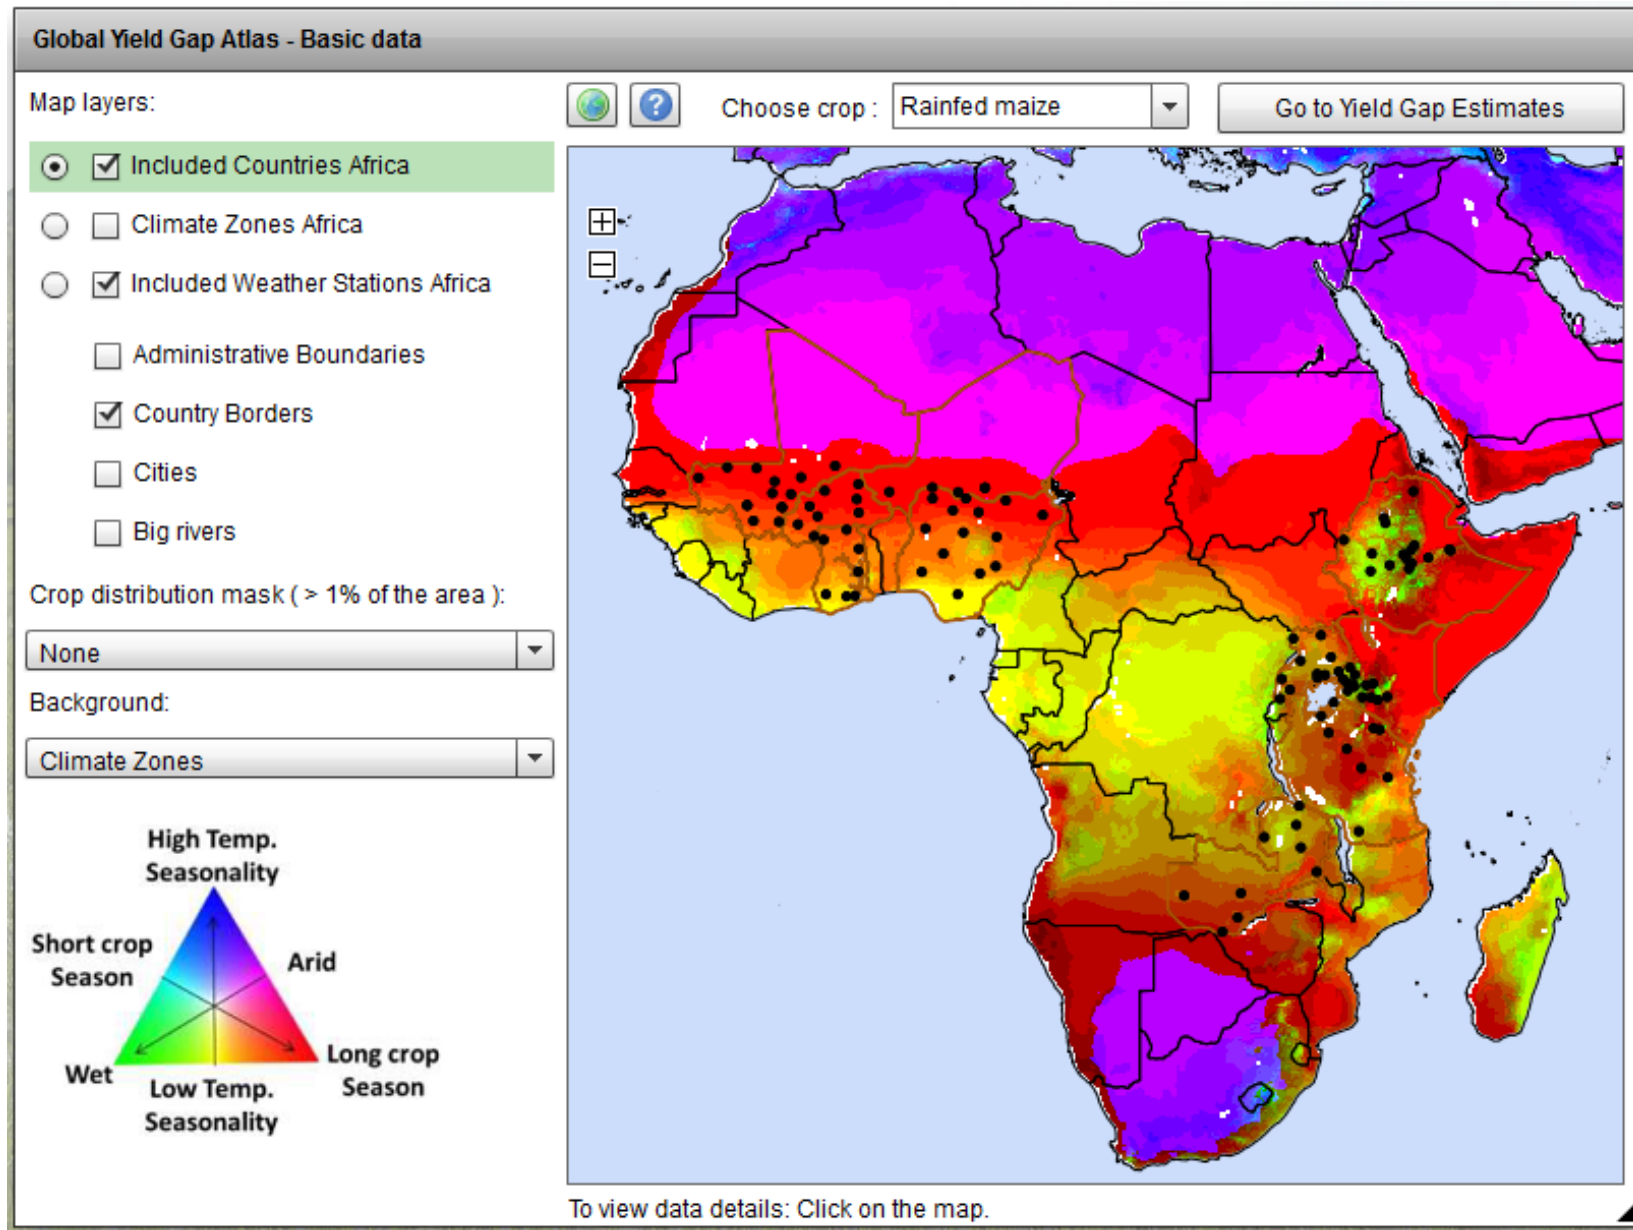 Global Yield Gap Atlas - Basic data
Map layers:
Choose crop :
Rainfed maize
Go to Yield Gap Estimates
Included Countries Africa
Climate Zones Africa
Included Weather Stations Africa
Administrative Boundaries
Country Borders
Cities
Big rivers
Crop distribution mask ( > 1% of the area ):
None
Background:
Climate Zones
High Temp.
Seasonality
Short crop
Season
Arid
Wet
Low Temp.
Seasonality
Long crop
Season
To view data details: Click on the map.